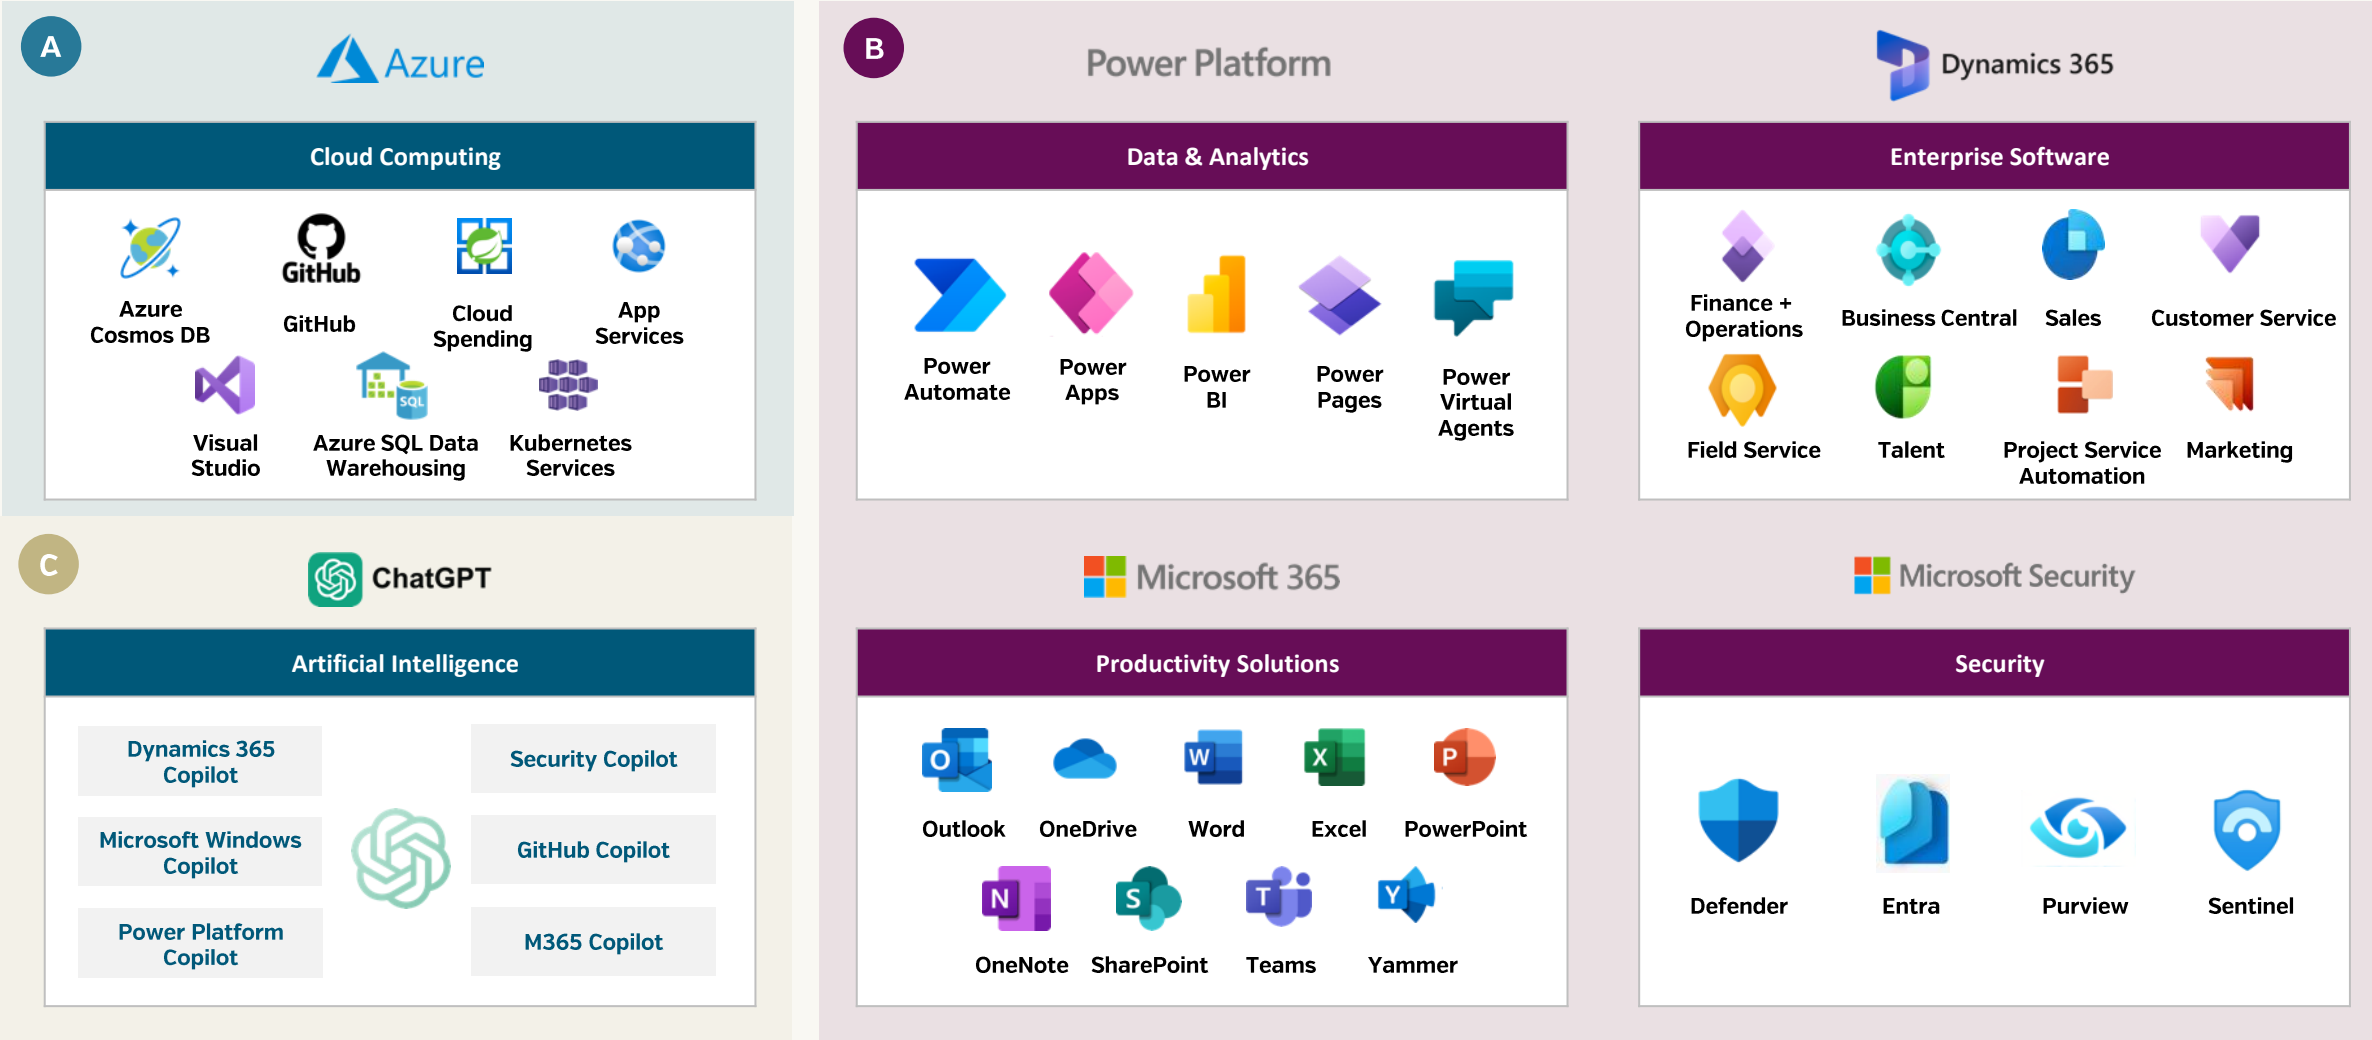 A
Azure
Cloud Computing
GitHub
Azure
Cosmos DB
GitHub
Cloud
Spending
App
Services
SQL
Visual
Studio
Azure SQL Data
Warehousing
Kubernetes
Services
B
Power Platform
Data & Analytics
Power
Automate
Power
Apps
Power
BI
Power
Pages
Power
Virtual
Agents
Dynamics 365
Enterprise Software
Finance +
Operations
Business Central
Sales
Customer Service
Field Service
Talent
Project Service
Automation
Marketing
C
ChatGPT
Artificial Intelligence
Dynamics 365
Copilot
Microsoft Windows
Copilot
Power Platform
Copilot
Security Copilot
GitHub Copilot
M365 Copilot
Microsoft 365
Productivity Solutions
O
W
X
P
Outlook
OneDrive
Word
Excel
PowerPoint
N
S
T
Y
OneNote
SharePoint
Teams
Yammer
Microsoft Security
Security
Defender
Entra
Purview
Sentinel